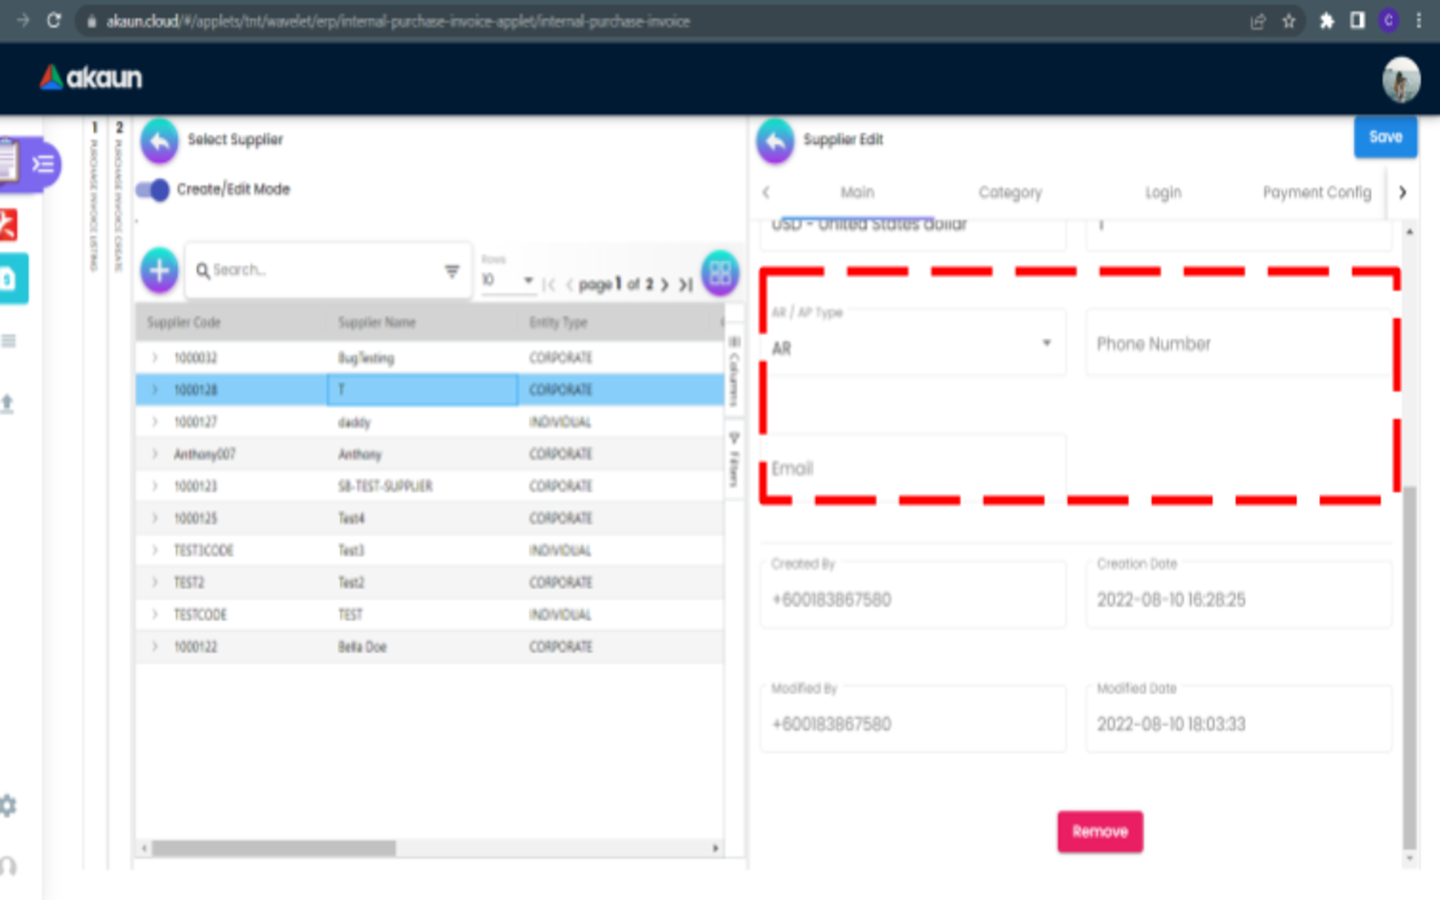 akaun.cloud/#/applets/tnt/wavelet/erp/internal-purchase-invoice-applet/internal-purchase-invoice
C
akaun
1 PURCHASE INVOICE LISTING
2 PURCHASE INVOICE CREATE
Select Supplier
Create/Edit Mode
Search...
Rows
10
page 1 of 2
Supplier Code Supplier Name Entity Type
1000032 BugTesting CORPORATE
1000128 T CORPORATE
1000127 daddy INDIVIDUAL
Anthony007 Anthony CORPORATE
1000123 SB-TEST-SUPPLIER CORPORATE
1000125 Test4 CORPORATE
TEST3CODE Test3 INDIVIDUAL
TEST2 Test2 CORPORATE
TESTCODE TEST INDIVIDUAL
1000122 Bella Doe CORPORATE
Columns
Filters
Supplier Edit
Save
Main Category Login Payment Config
USD - United States dollar 1
AR / AP Type
AR
Phone Number
Email
Created By
+600183867580
Creation Date
2022-08-10 16:28:25
Modified By
+600183867580
Modified Date
2022-08-10 18:03:33
Remove